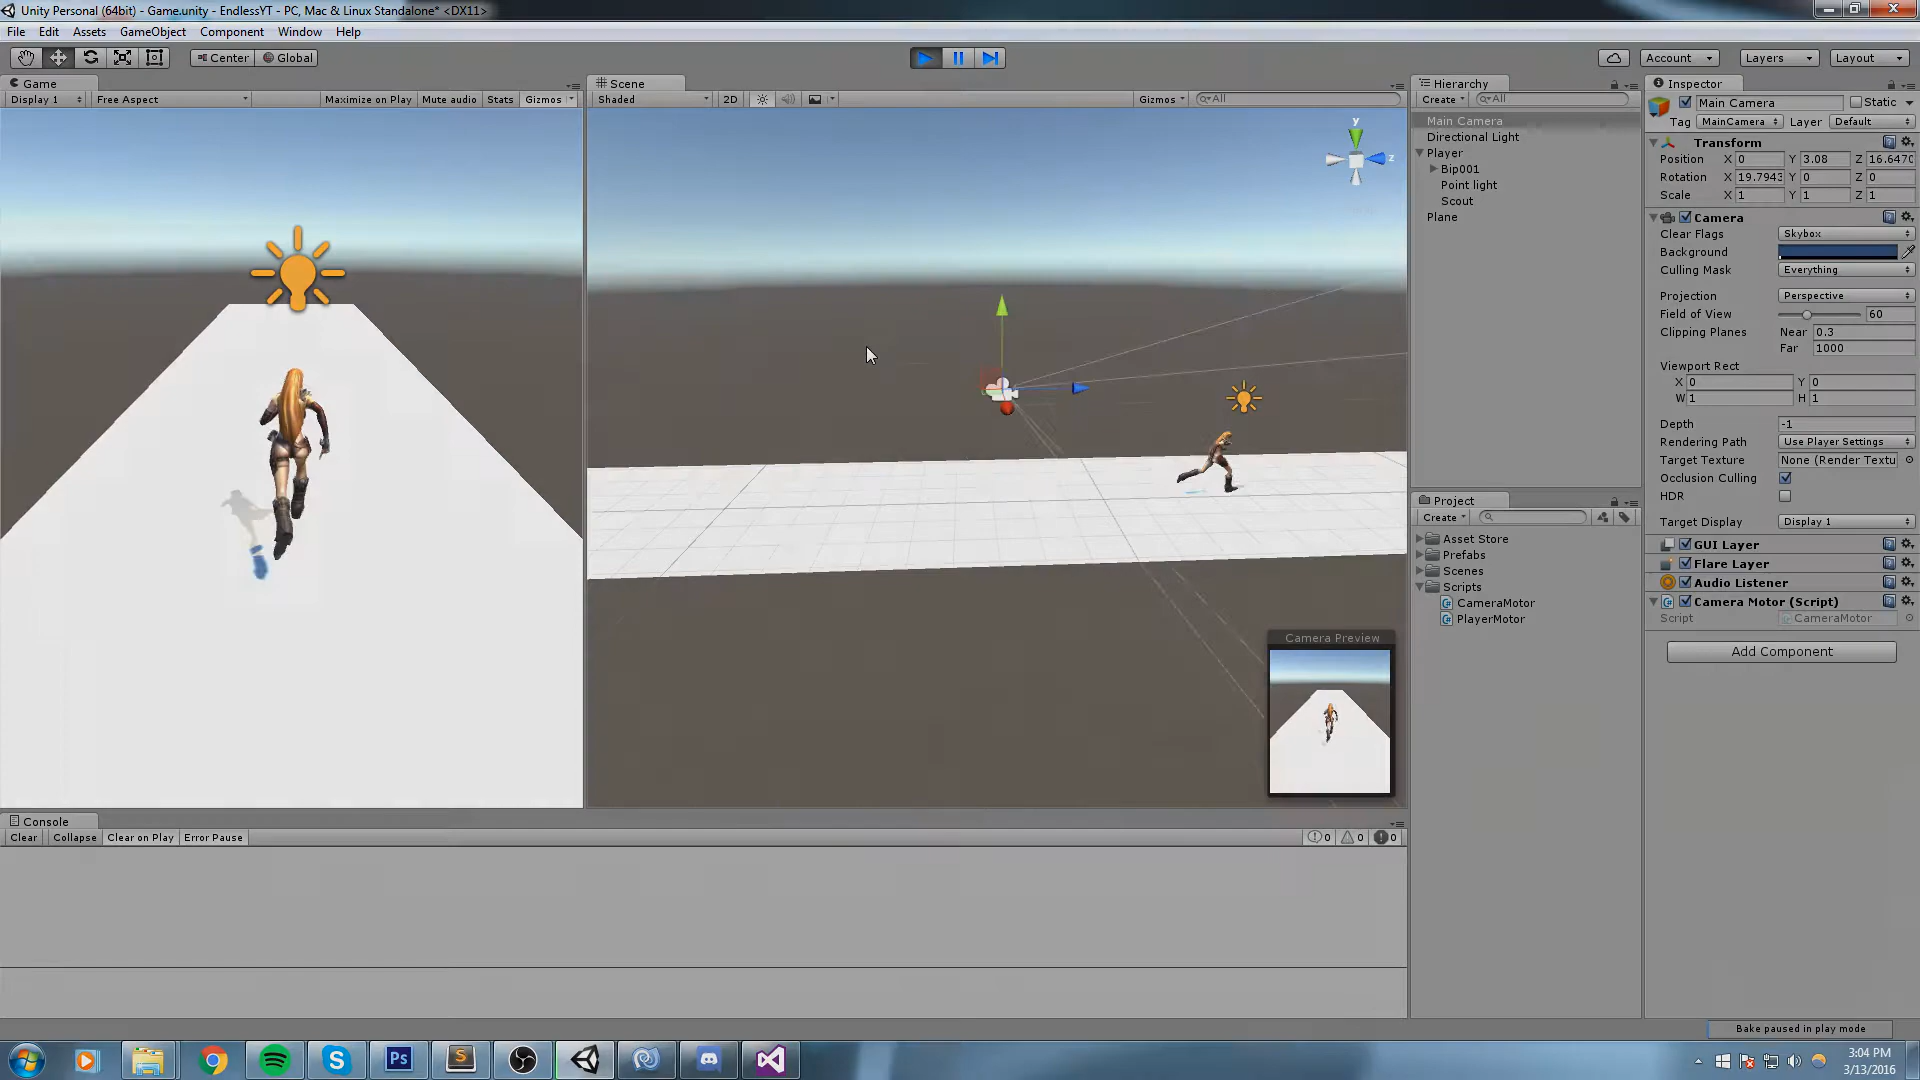 Unity Personal (64bit) - Game.unity - EndlessYT - PC, Mac & Linux Standalone* <DX11>
File Edit Assets GameObject Component Window Help
Center Global Account Layers Layout
Game
Display 1 Free Aspect Maximize on Play Mute audio Stats Gizmos
Scene
Shaded 2D Gizmos All
y
z
Hierarchy
Create All
Main Camera
Directional Light
Player
Bip001
Point light
Scout
Plane
Camera Preview
Project
Create
Asset Store
Prefabs
Scenes
Scripts
CameraMotor
PlayerMotor
Inspector
Main Camera Static
Tag MainCamera Layer Default
Transform
Position X 0 Y 3.08 Z 16.647
Rotation X 19.7943 Y 0 Z 0
Scale X 1 Y 1 Z 1
Camera
Clear Flags Skybox
Background
Culling Mask Everything
Projection Perspective
Field of View 60
Clipping Planes Near 0.3
Far 1000
Viewport Rect
X 0 Y 0
W 1 H 1
Depth -1
Rendering Path Use Player Settings
Target Texture None (Render Textu
Occlusion Culling
HDR
Target Display Display 1
GUI Layer
Flare Layer
Audio Listener
Camera Motor (Script)
Script CameraMotor
Add Component
Console
Clear Collapse Clear on Play Error Pause 0 0 0
Bake paused in play mode
S Ps S
3:04 PM
3/13/2016